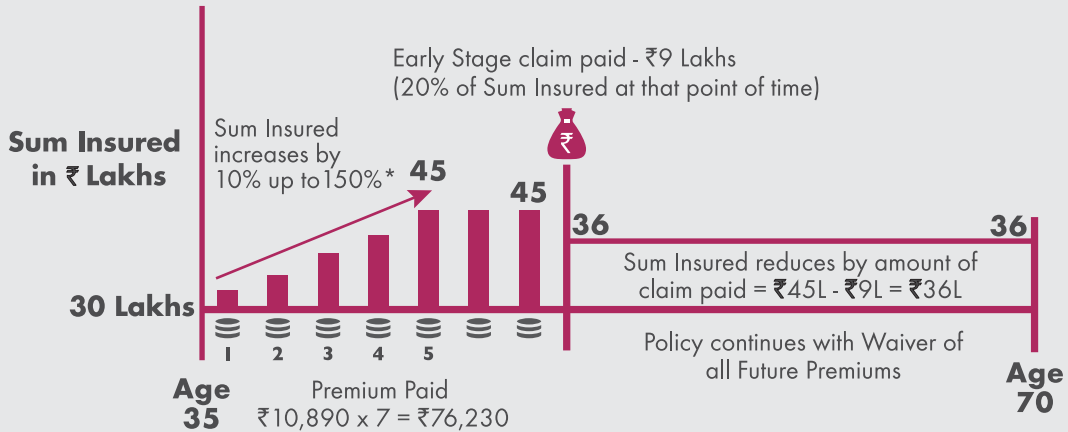 Early Stage claim paid - ₹9 Lakhs
(20% of Sum Insured at that point of time)
₹
Sum Insured
in ₹ Lakhs
Sum Insured
increases by
10% up to150%*
45
45
36
36
Sum Insured reduces by amount of
claim paid = ₹45L - ₹9L = ₹36L
30 Lakhs
1
2
3
4
5
Policy continues with Waiver of
all Future Premiums
Age
35
Premium Paid
₹10,890 x 7 = ₹76,230
Age
70